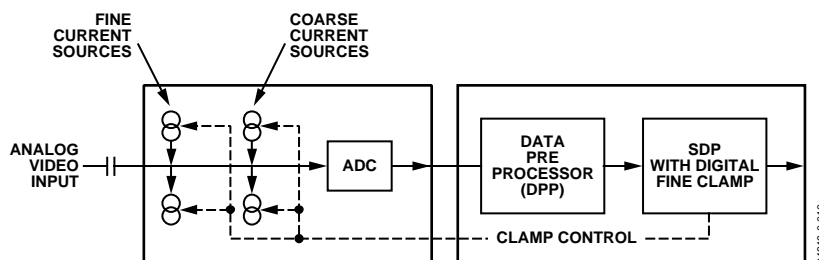 FINE
CURRENT
SOURCES
COARSE
CURRENT
SOURCES
ANALOG
VIDEO
INPUT
ADC
DATA
PRE
PROCESSOR
(DPP)
SDP
WITH DIGITAL
FINE CLAMP
CLAMP CONTROL